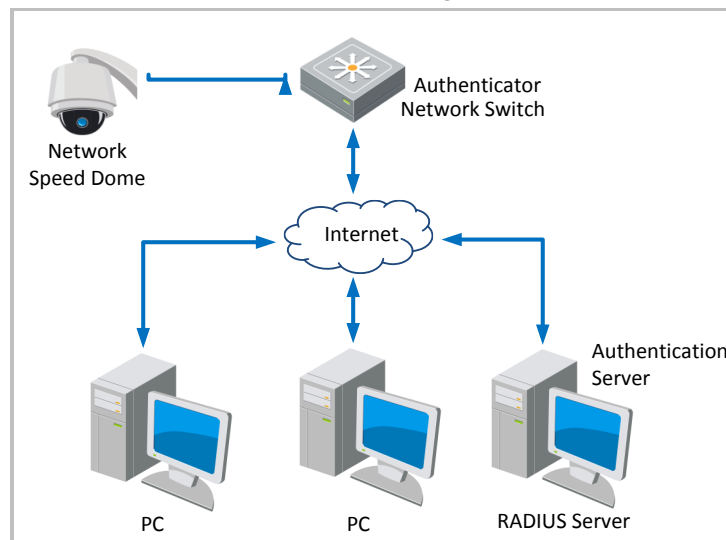 Authenticator
Network Switch
Network
Speed Dome
Internet
Authentication
Server
PC
PC
RADIUS Server